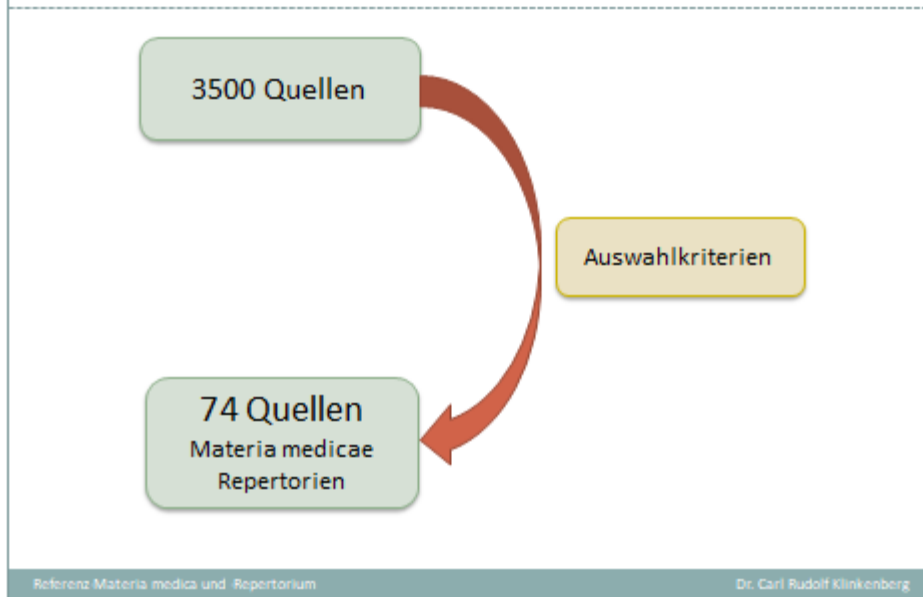 3500 Quellen
Auswahlkriterien
74 Quellen
Materia medicae
Repertorien
Referenz-Materia medica und -Repertorium
Dr. Carl Rudolf Klinkenberg